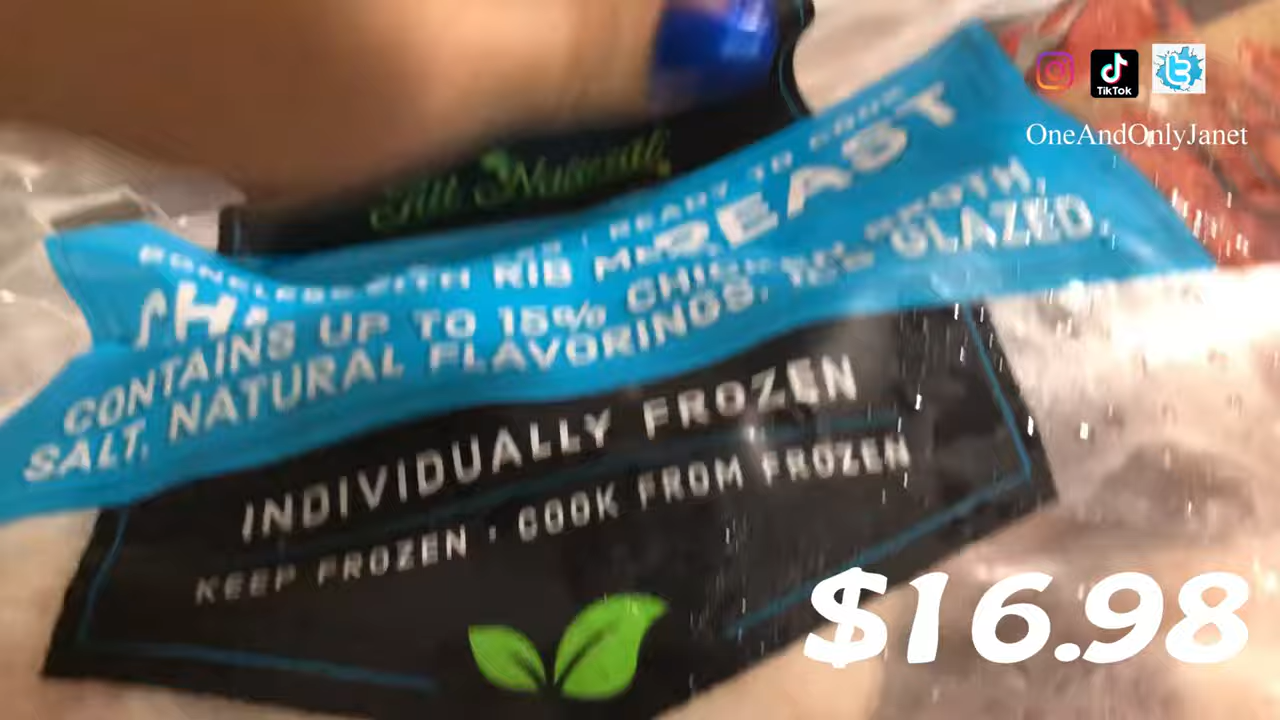 TikTok
OneAndOnlyJanet
All Natural
READY TO COOK
BONELESS WITH RIB MEAT
BREAST
CONTAINS UP TO 15% CHICKEN BROTH,
SALT, NATURAL FLAVORINGS. GLAZED.
INDIVIDUALLY FROZEN
KEEP FROZEN · COOK FROM FROZEN
$16.98